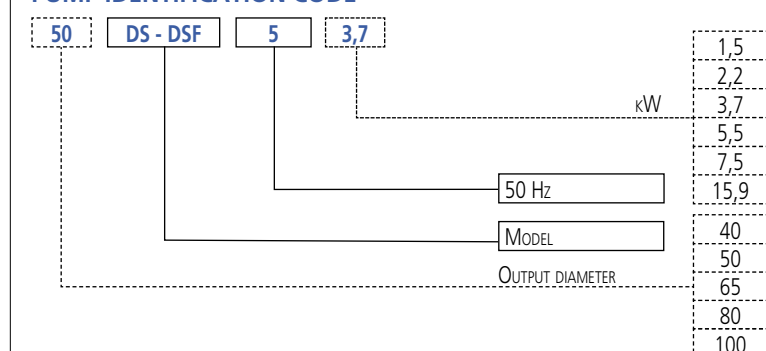 PUMP IDENTIFICATION CODE
50 DS - DSF 5 3,7
1,5
2,2
kW 3,7
5,5
7,5
50 Hz 15,9
Model 40
50
Output diameter 65
80
100